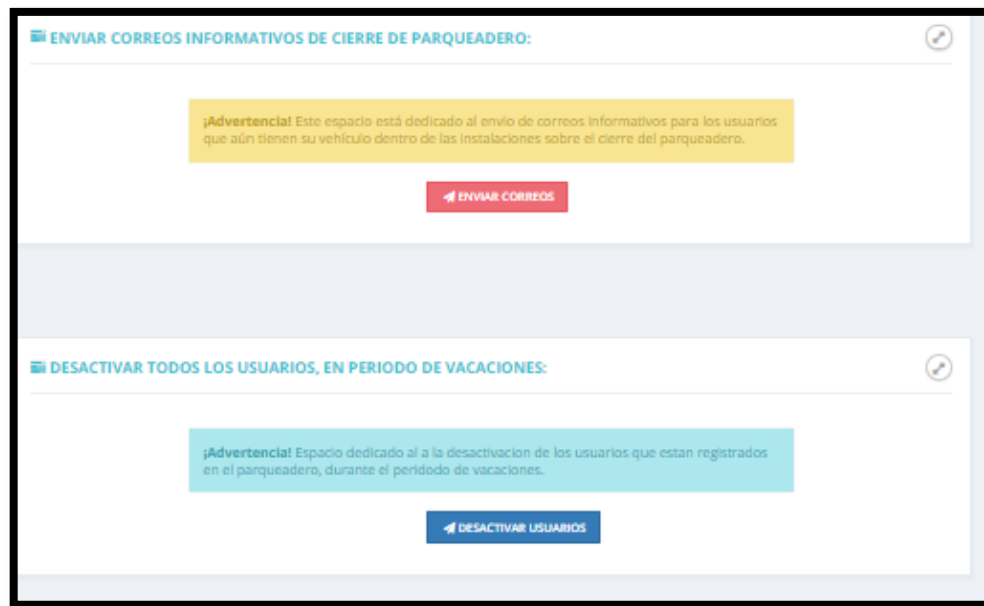 ENVIAR CORREOS INFORMATIVOS DE CIERRE DE PARQUEADERO:
¡Advertencia! Este espacio está dedicado al envio de correos informativos para los usuarios
que aún tienen su vehículo dentro de las instalaciones sobre el cierre del parqueadero.
ENVIAR CORREOS
DESACTIVAR TODOS LOS USUARIOS, EN PERIODO DE VACACIONES:
¡Advertencia! Espacio dedicado al a la desactivacion de los usuarios que estan registrados
en el parqueadero, durante el peridodo de vacaciones.
DESACTIVAR USUARIOS